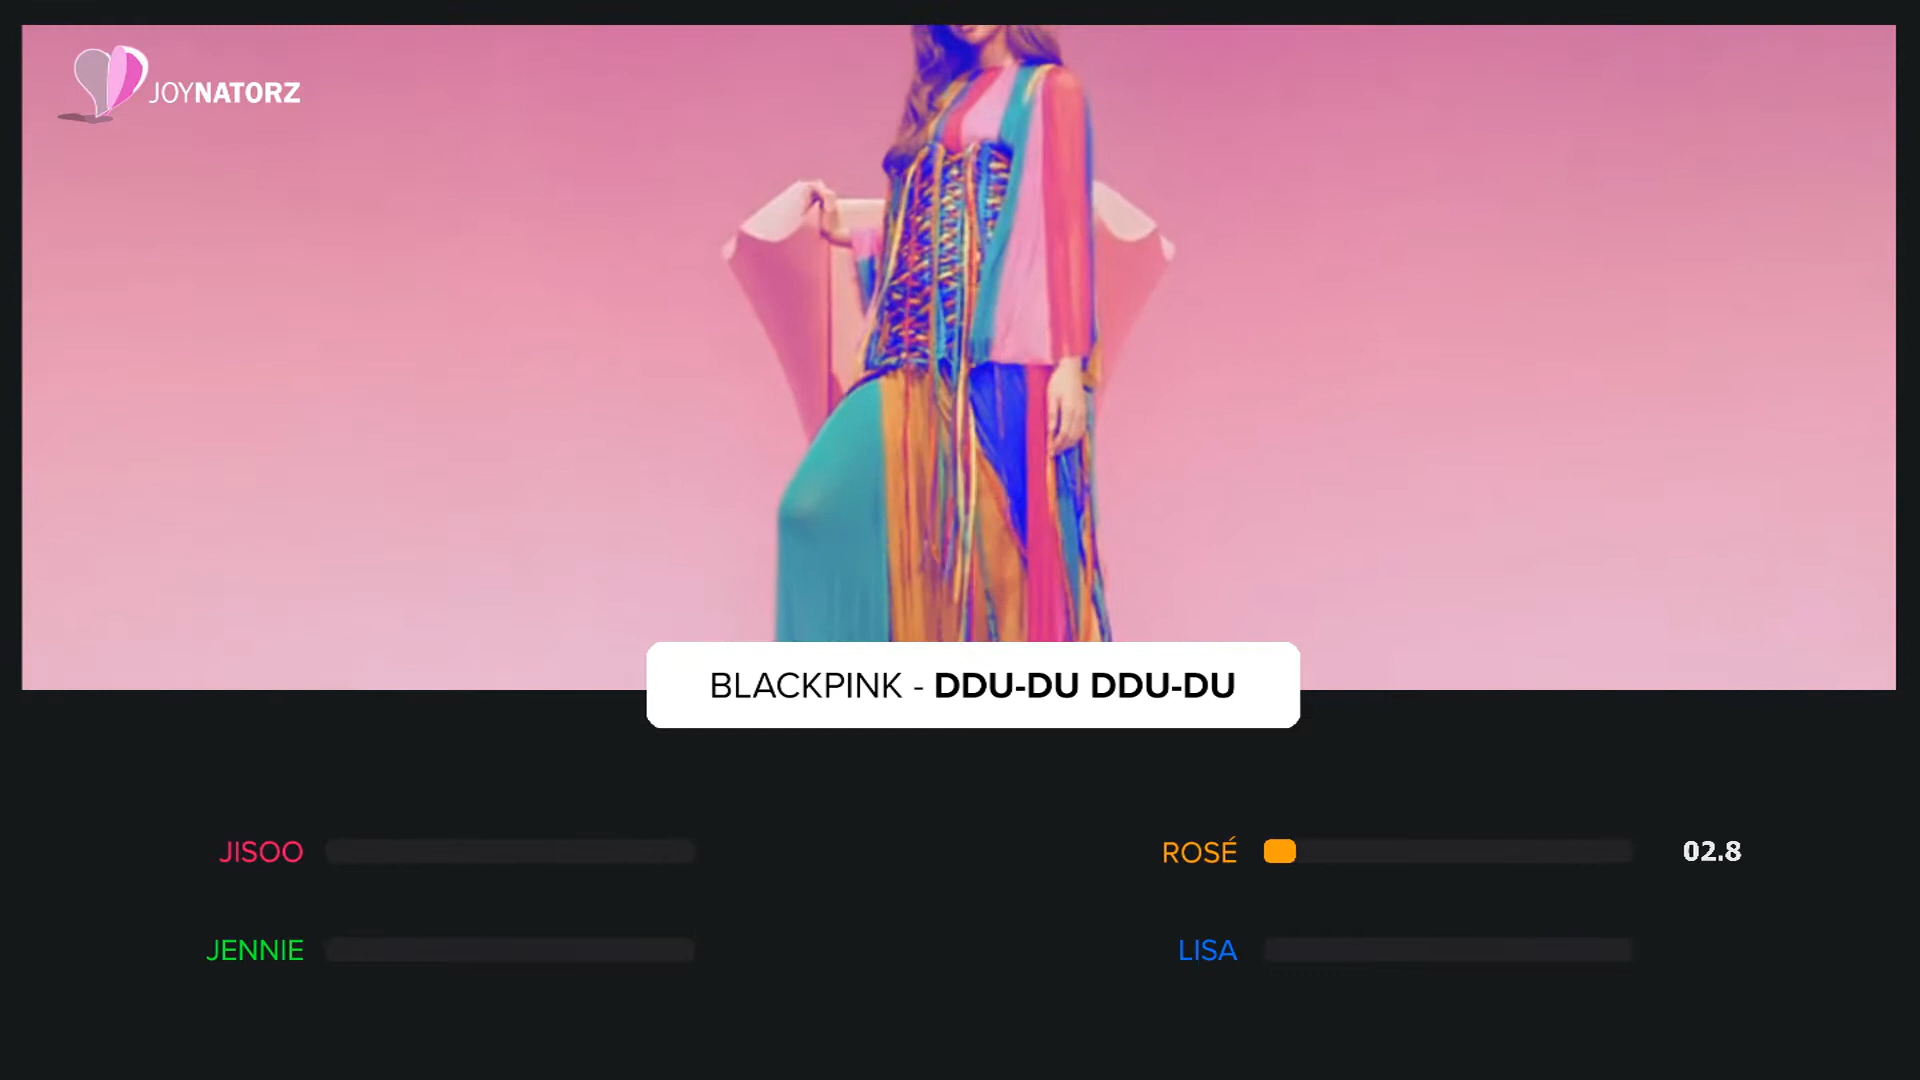 JOYNATORZ
BLACKPINK - DDU-DU DDU-DU
JISOO
ROSÉ
02.8
JENNIE
LISA